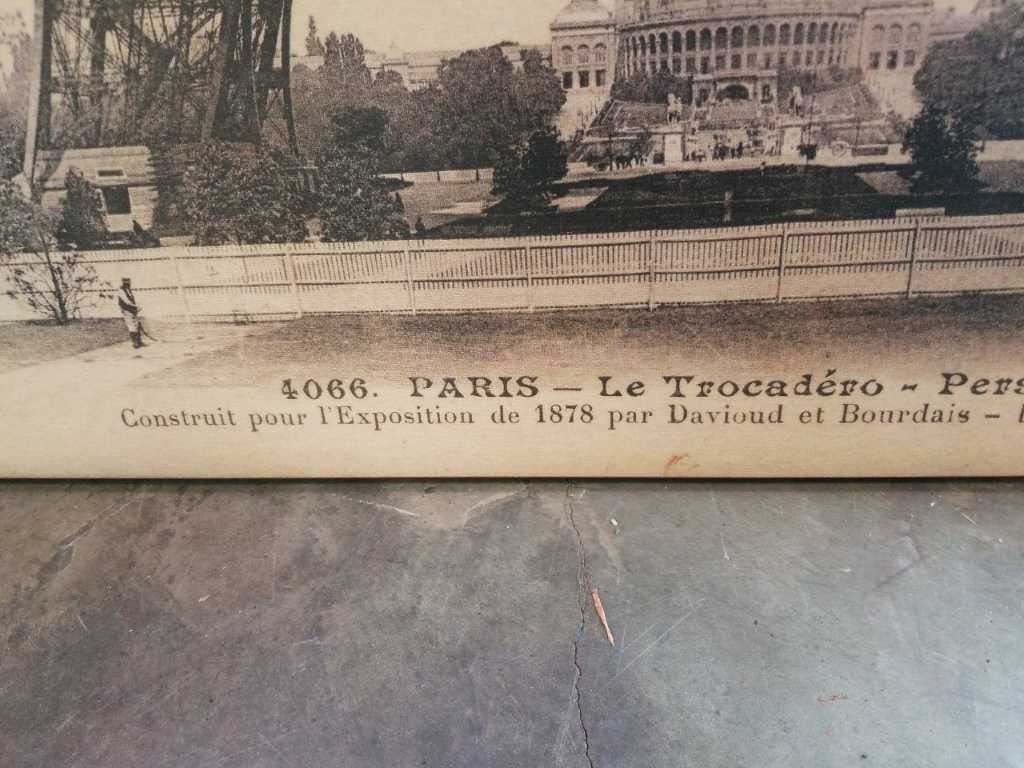 4066. PARIS — Le Trocadéro - Pers
Construit pour l'Exposition de 1878 par Davioud et Bourdais –